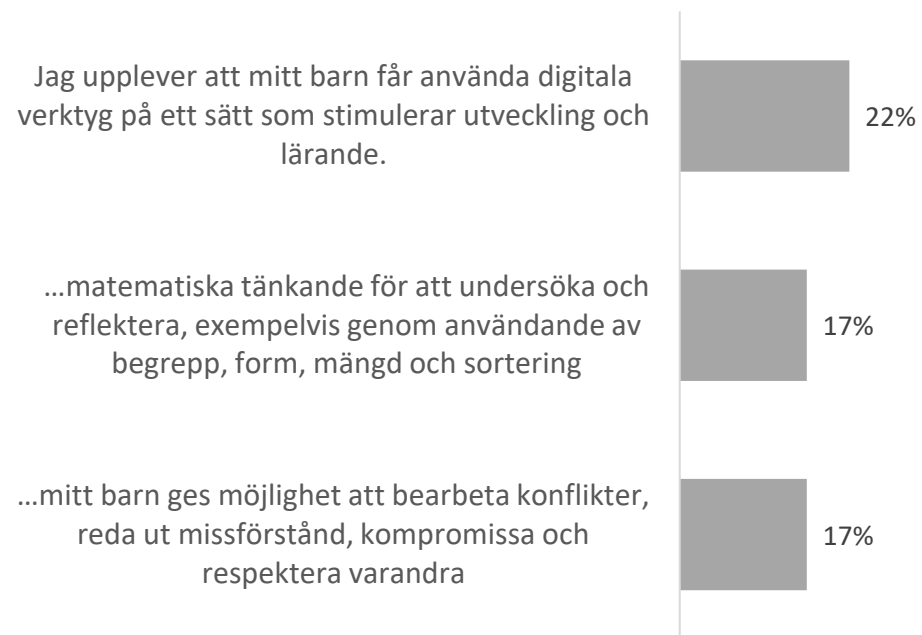 Jag upplever att mitt barn får använda digitala
verktyg på ett sätt som stimulerar utveckling och
lärande.
22%
…matematiska tänkande för att undersöka och
reflektera, exempelvis genom användande av
begrepp, form, mängd och sortering
17%
…mitt barn ges möjlighet att bearbeta konflikter,
reda ut missförstånd, kompromissa och
respektera varandra
17%